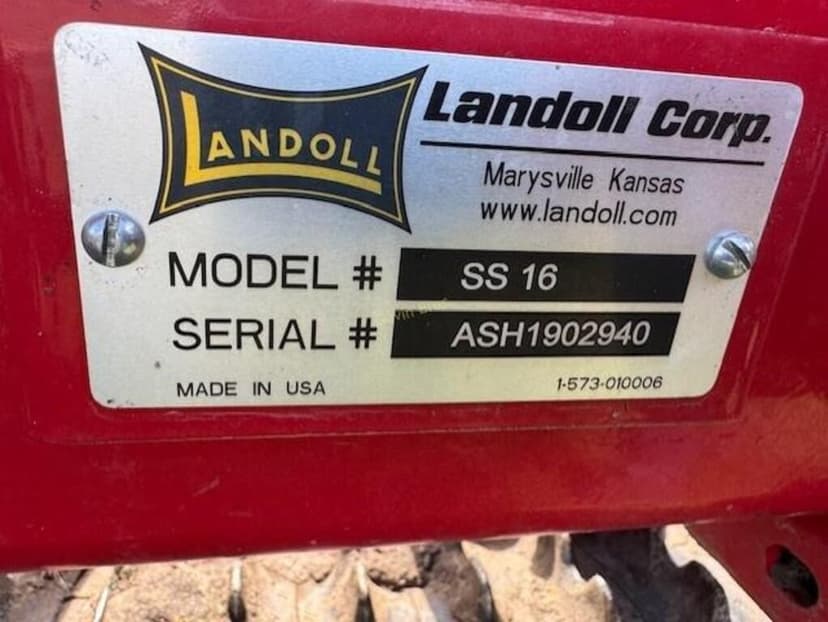 LANDOLL
Landoll Corp.
Marysville Kansas
www.landoll.com
MODEL # SS 16
SERIAL # ASH1902940
MADE IN USA 1-573-010006